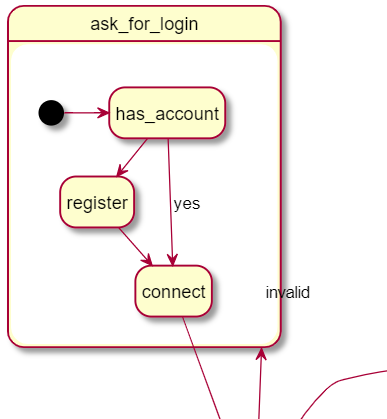 ask_for_login
has_account
register
yes
connect
invalid